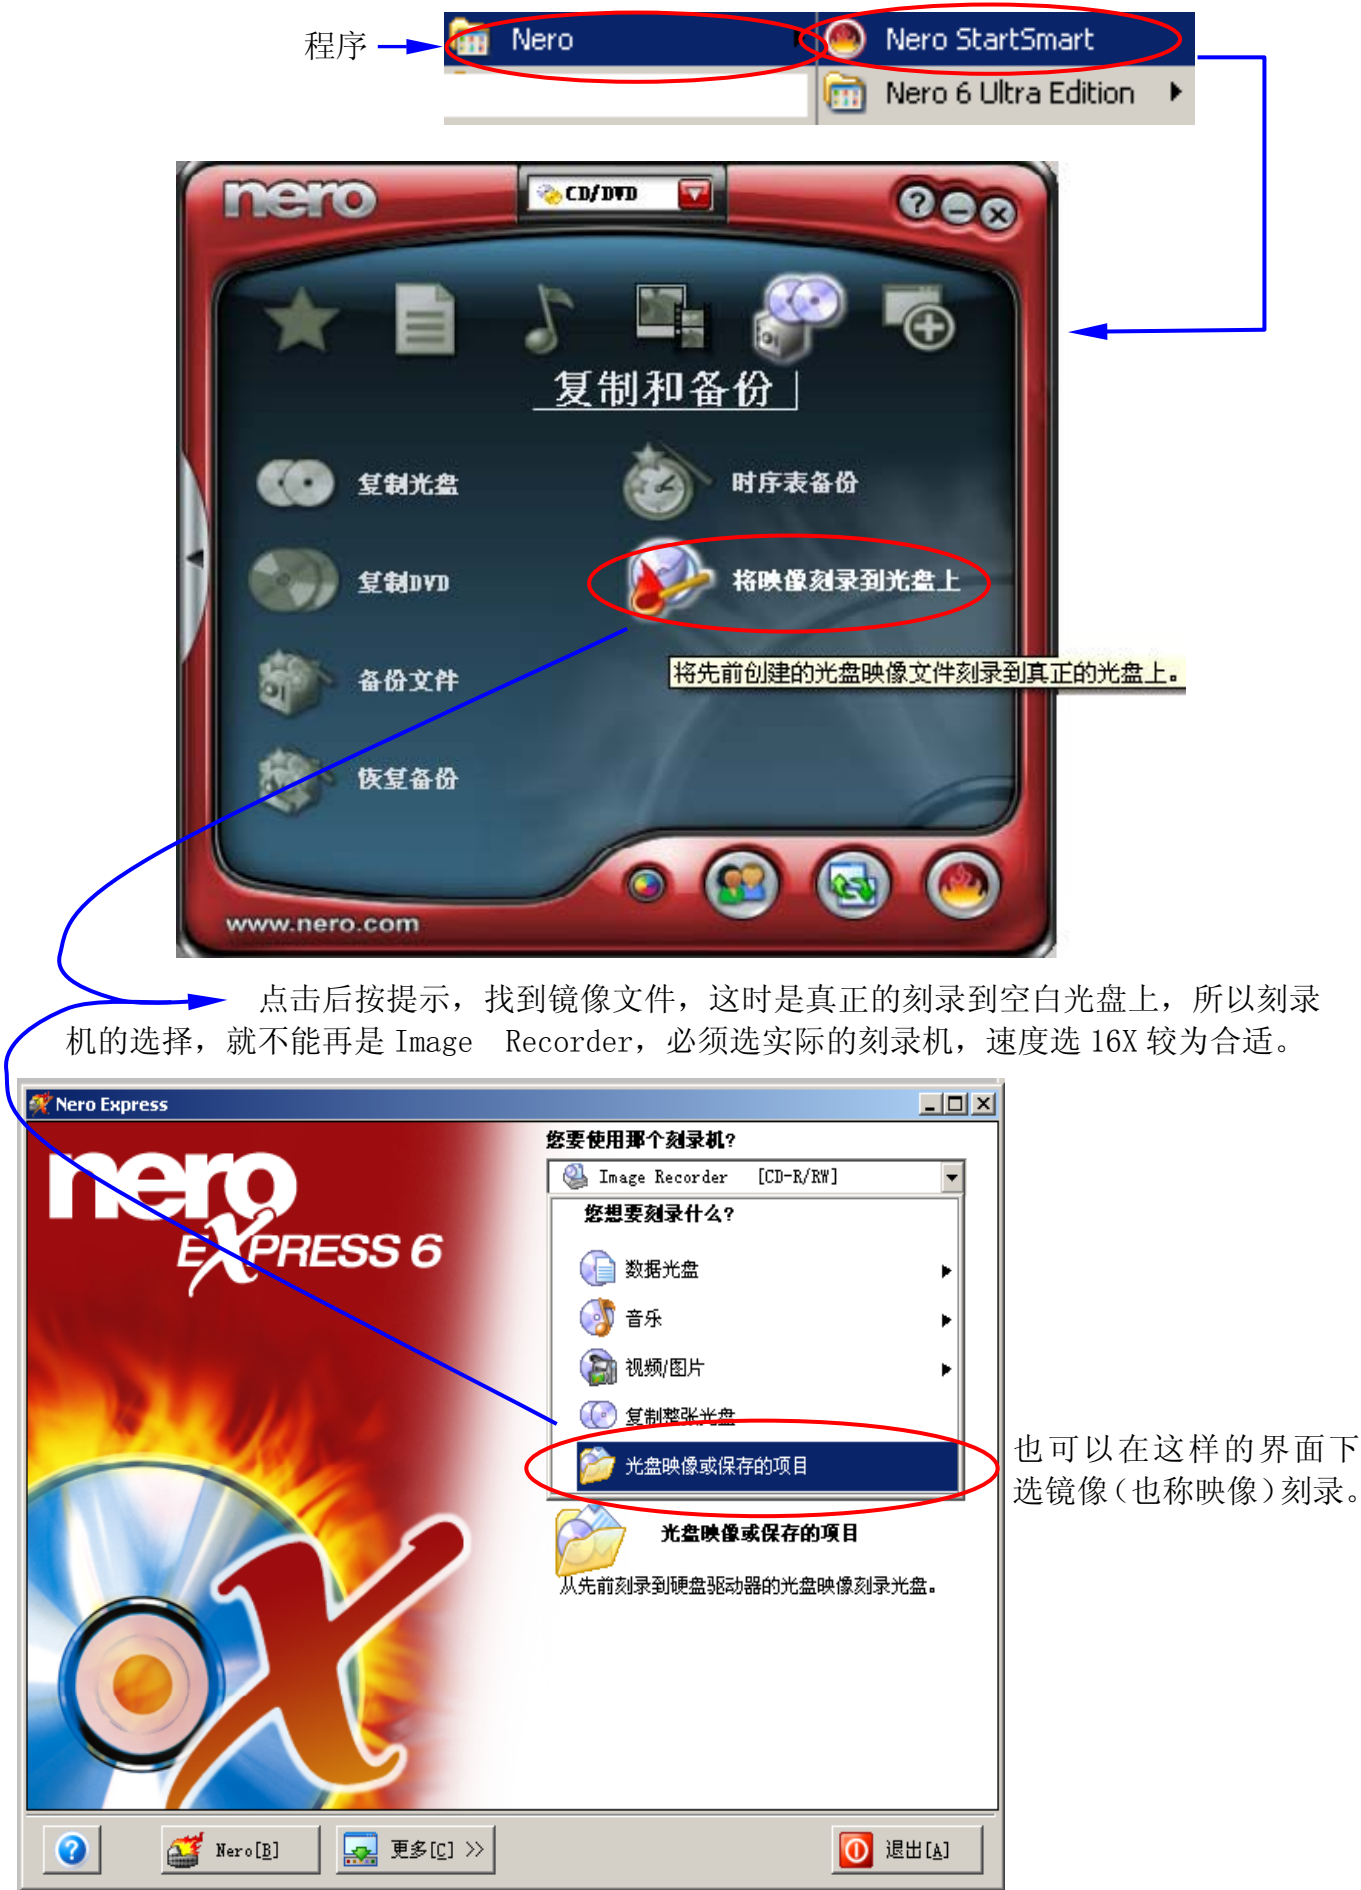 程序
Nero
Nero StartSmart
Nero 6 Ultra Edition
nero
CD/DVD
复制和备份
复制光盘
时序表备份
复制DVD
将映像刻录到光盘上
将先前创建的光盘映像文件刻录到真正的光盘上。
备份文件
恢复备份
www.nero.com
点击后按提示，找到镜像文件，这时是真正的刻录到空白光盘上，所以刻录
机的选择，就不能再是 Image Recorder，必须选实际的刻录机，速度选 16X 较为合适。
Nero Express
nero
EXPRESS 6
您要使用那个刻录机?
Image Recorder [CD-R/RW]
您想要刻录什么?
数据光盘
音乐
视频/图片
复制整张光盘
光盘映像或保存的项目
也可以在这样的界面下
选镜像（也称映像）刻录。
光盘映像或保存的项目
从先前刻录到硬盘驱动器的光盘映像刻录光盘。
Nero[B]
更多[C] >>
退出[A]